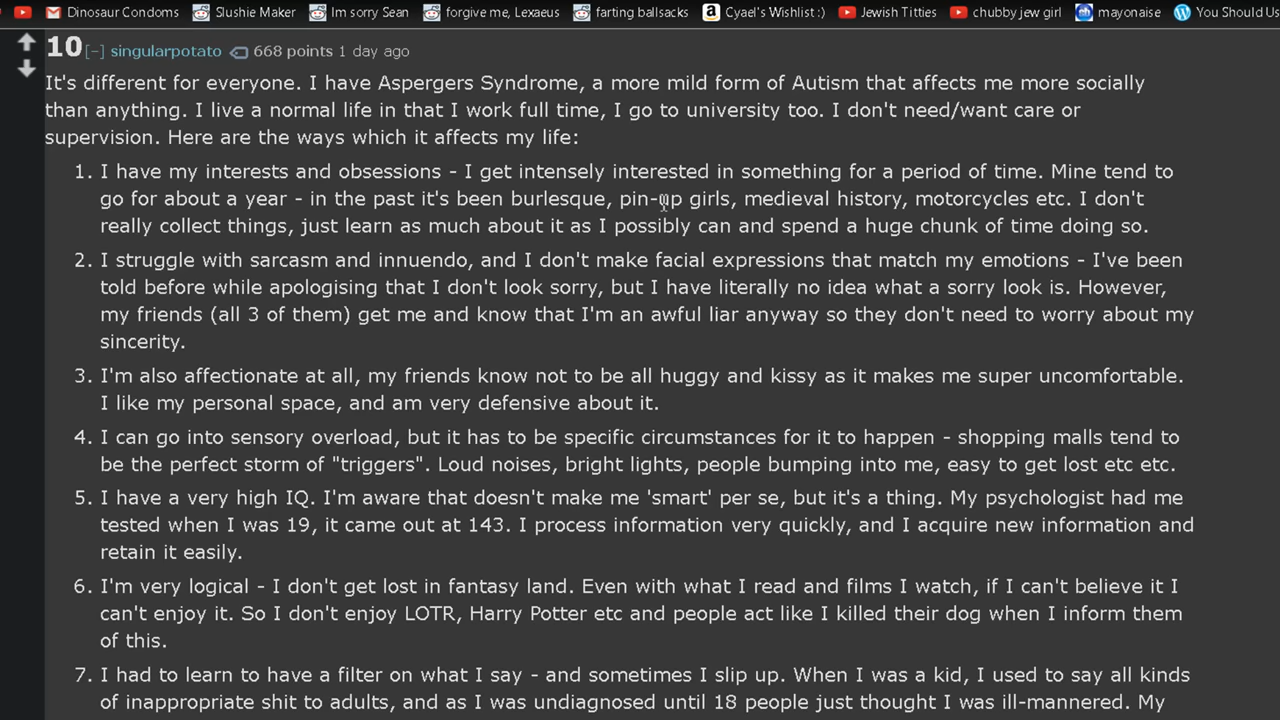 Dinosaur Condoms Slushie Maker Im sorry Sean forgive me, Lexaeus farting ballsacks Cyael's Wishlist :) Jewish Titties chubby jew girl mayonaise You Should Us
10 [-] singularpotato 668 points 1 day ago
It's different for everyone. I have Aspergers Syndrome, a more mild form of Autism that affects me more socially
than anything. I live a normal life in that I work full time, I go to university too. I don't need/want care or
supervision. Here are the ways which it affects my life:
1. I have my interests and obsessions - I get intensely interested in something for a period of time. Mine tend to
go for about a year - in the past it's been burlesque, pin-up girls, medieval history, motorcycles etc. I don't
really collect things, just learn as much about it as I possibly can and spend a huge chunk of time doing so.
2. I struggle with sarcasm and innuendo, and I don't make facial expressions that match my emotions - I've been
told before while apologising that I don't look sorry, but I have literally no idea what a sorry look is. However,
my friends (all 3 of them) get me and know that I'm an awful liar anyway so they don't need to worry about my
sincerity.
3. I'm also affectionate at all, my friends know not to be all huggy and kissy as it makes me super uncomfortable.
I like my personal space, and am very defensive about it.
4. I can go into sensory overload, but it has to be specific circumstances for it to happen - shopping malls tend to
be the perfect storm of "triggers". Loud noises, bright lights, people bumping into me, easy to get lost etc etc.
5. I have a very high IQ. I'm aware that doesn't make me 'smart' per se, but it's a thing. My psychologist had me
tested when I was 19, it came out at 143. I process information very quickly, and I acquire new information and
retain it easily.
6. I'm very logical - I don't get lost in fantasy land. Even with what I read and films I watch, if I can't believe it I
can't enjoy it. So I don't enjoy LOTR, Harry Potter etc and people act like I killed their dog when I inform them
of this.
7. I had to learn to have a filter on what I say - and sometimes I slip up. When I was a kid, I used to say all kinds
of inappropriate shit to adults, and as I was undiagnosed until 18 people just thought I was ill-mannered. My